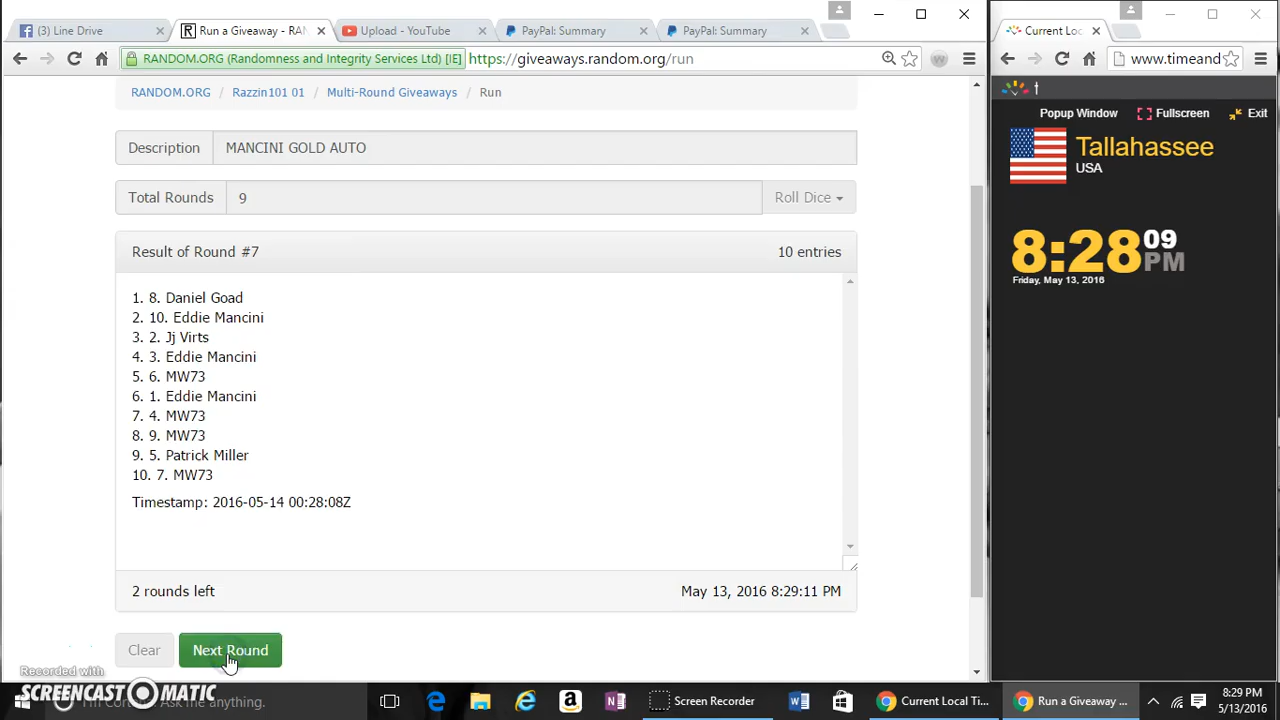 (3) Line Drive
Run a Giveaway - RAN
Upload - YouTube
PayPal: Summary
PayPal: Summary
RANDOM.ORG (Randomness and Integrity Services Ltd) [IE]
https://giveaways.random.org/run
RANDOM.ORG / Razzin101 01 / Multi-Round Giveaways / Run
Description MANCINI GOLD AUTO
Total Rounds 9 Roll Dice
Result of Round #7 10 entries
1. 8. Daniel Goad
2. 10. Eddie Mancini
3. 2. Jj Virts
4. 3. Eddie Mancini
5. 6. MW73
6. 1. Eddie Mancini
7. 4. MW73
8. 9. MW73
9. 5. Patrick Miller
10. 7. MW73
Timestamp: 2016-05-14 00:28:08Z
2 rounds left May 13, 2016 8:29:11 PM
Clear Next Round
Current Loc
www.timeand
t
Popup Window Fullscreen Exit
Tallahassee
USA
8:28 09 PM
Friday, May 13, 2016
Recorded with
SCREENCAST MATIC
I'm Cortana. Ask me anything.
Screen Recorder
Current Local Ti...
Run a Giveaway ...
8:29 PM
5/13/2016